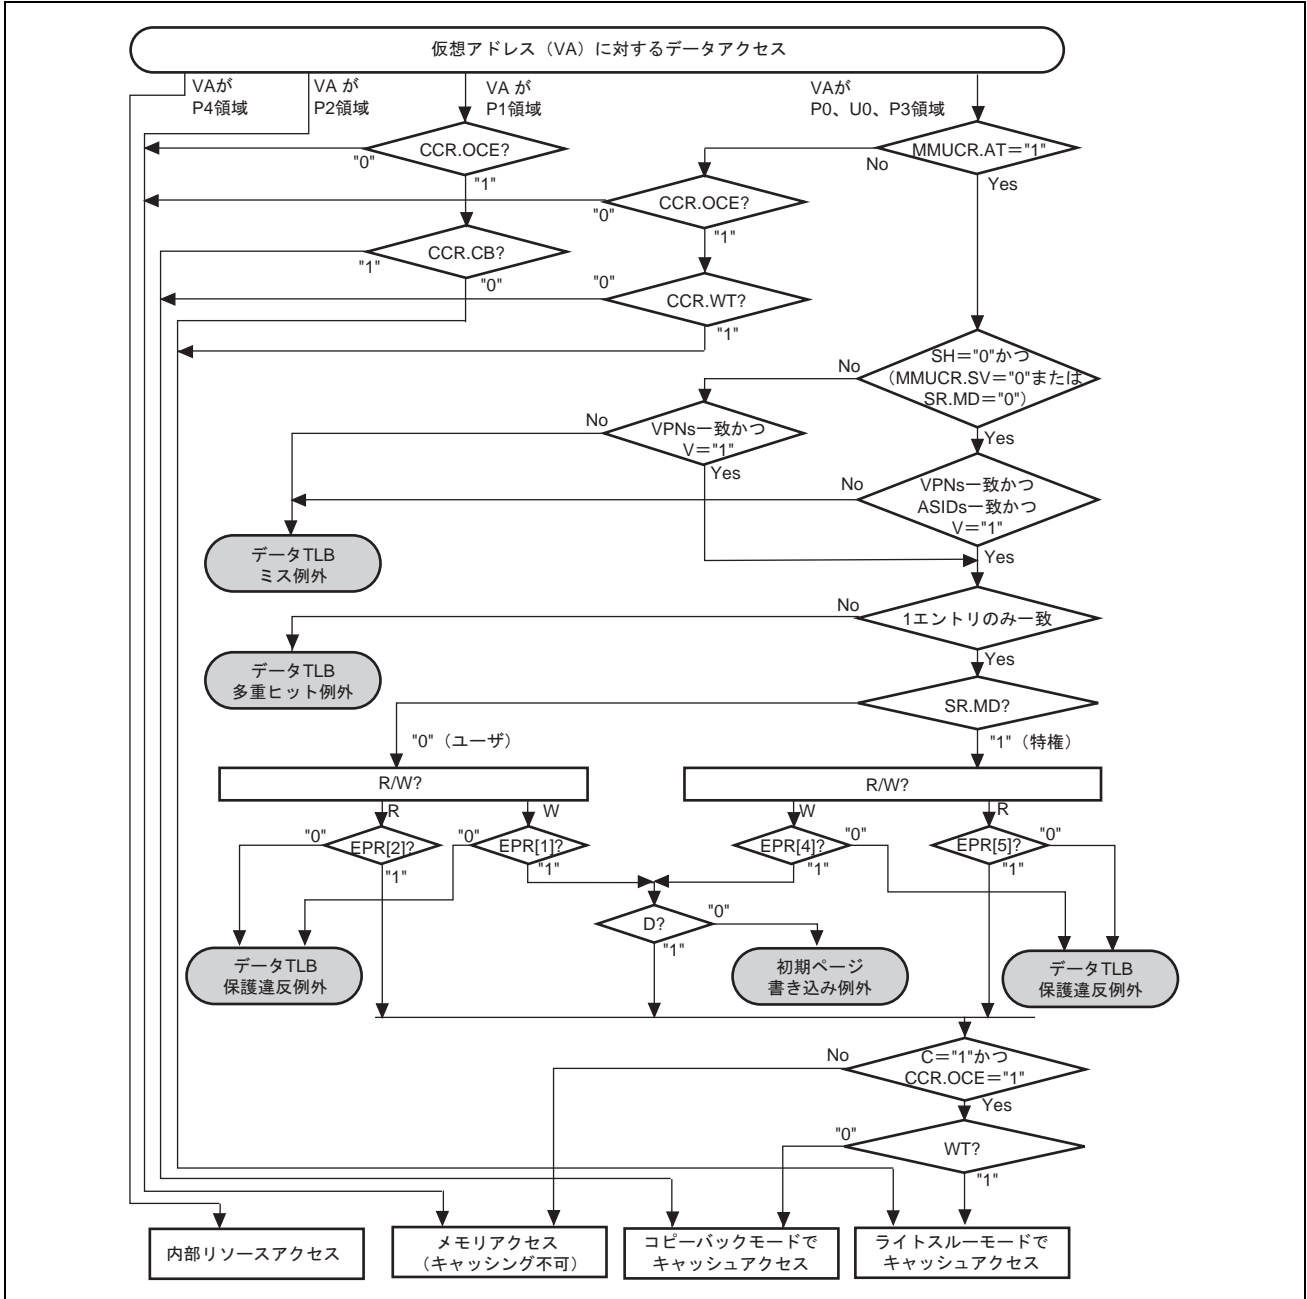 仮想アドレス（VA）に対するデータアクセス
VAが
P4領域
VA が
P2領域
VA が
P1領域
VAが
P0、U0、P3領域
CCR.OCE?
"0"
"1"
MMUCR.AT＝"1"
No
Yes
CCR.OCE?
"0"
"1"
CCR.CB?
"1"
"0"
CCR.WT?
"0"
"1"
SH＝"0"かつ
（MMUCR.SV＝"0"または
SR.MD＝"0"）
No
Yes
VPNs一致かつ
V＝"1"
No
Yes
VPNs一致かつ
ASIDs一致かつ
V＝"1"
No
Yes
データTLB
ミス例外
1エントリのみ一致
No
Yes
データTLB
多重ヒット例外
SR.MD?
"0"（ユーザ）
"1"（特権）
R/W?
R/W?
R
W
W
R
"0"
EPR[2]?
"1"
"0"
EPR[1]?
"1"
EPR[4]?
"0"
"1"
EPR[5]?
"0"
"1"
D?
"0"
"1"
データTLB
保護違反例外
初期ページ
書き込み例外
データTLB
保護違反例外
C＝"1"かつ
CCR.OCE＝"1"
No
Yes
WT?
"0"
"1"
内部リソースアクセス
メモリアクセス
（キャッシング不可）
コピーバックモードで
キャッシュアクセス
ライトスルーモードで
キャッシュアクセス